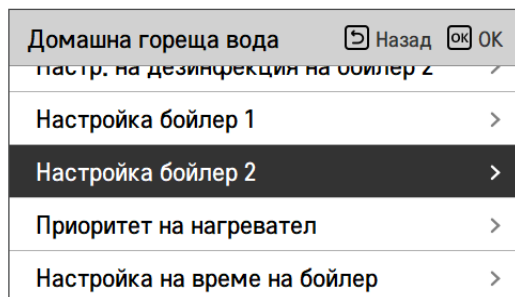 Домашна гореща вода Назад OK OK
Настр. на дезинфекция на бойлер 2
Настройка бойлер 1
Настройка бойлер 2
Приоритет на нагревател
Настройка на време на бойлер